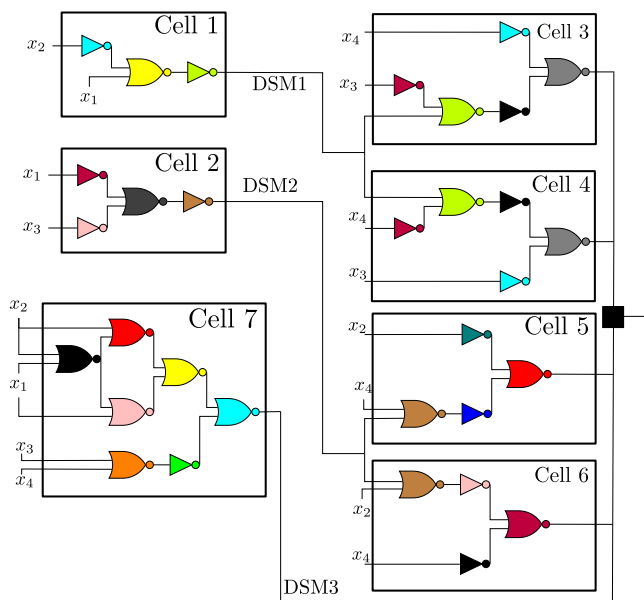 Cell 1
x₂
x₁
DSM1
Cell 2
x₁
x₃
DSM2
Cell 7
x₂
x₁
x₃
x₄
DSM3
Cell 3
x₄
x₃
Cell 4
x₄
x₃
Cell 5
x₂
x₄
Cell 6
x₂
x₄